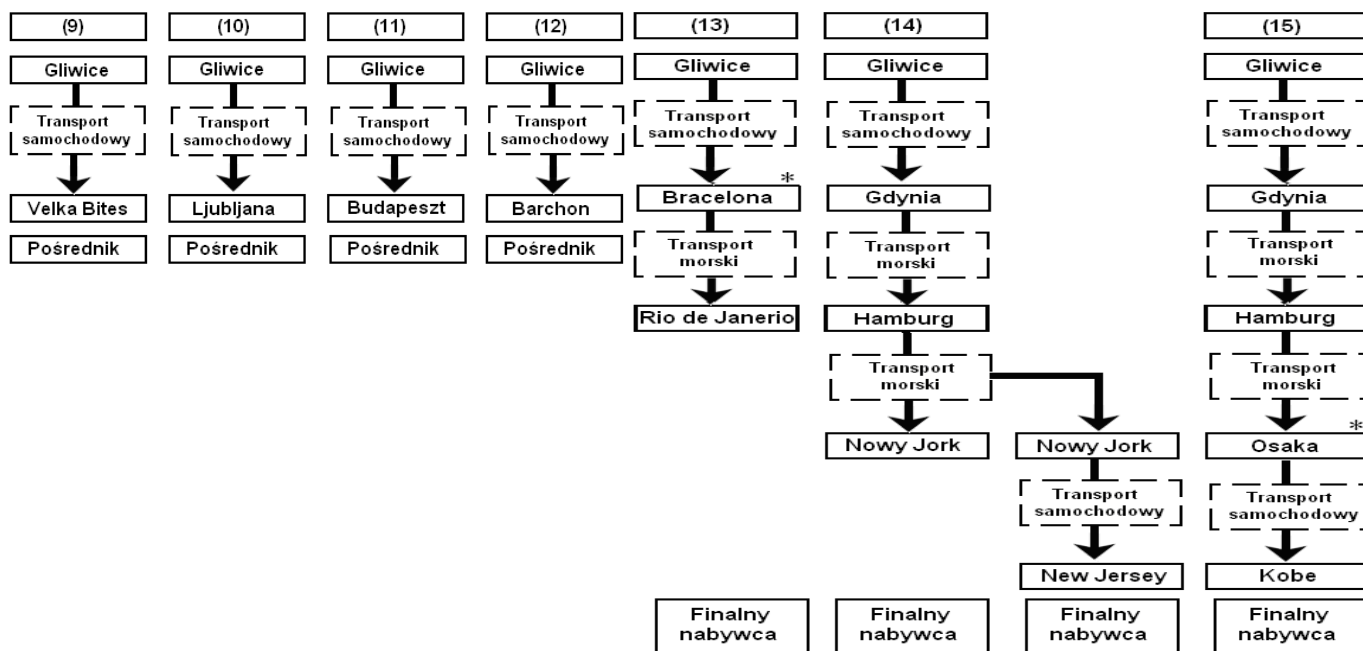 (9)
Gliwice
Transport
samochodowy
Velka Bites
Pośrednik
(10)
Gliwice
Transport
samochodowy
Ljubljana
Pośrednik
(11)
Gliwice
Transport
samochodowy
Budapeszt
Pośrednik
(12)
Gliwice
Transport
samochodowy
Barchon
Pośrednik
(13)
Gliwice
Transport
samochodowy
*
Bracelona
Transport
morski
Rio de Janerio
Finalny
nabywca
(14)
Gliwice
Transport
samochodowy
Gdynia
Transport
morski
Hamburg
Transport
morski
Nowy Jork
Finalny
nabywca
Nowy Jork
Transport
samochodowy
New Jersey
Finalny
nabywca
(15)
Gliwice
Transport
samochodowy
Gdynia
Transport
morski
Hamburg
Transport
morski
*
Osaka
Transport
samochodowy
Kobe
Finalny
nabywca